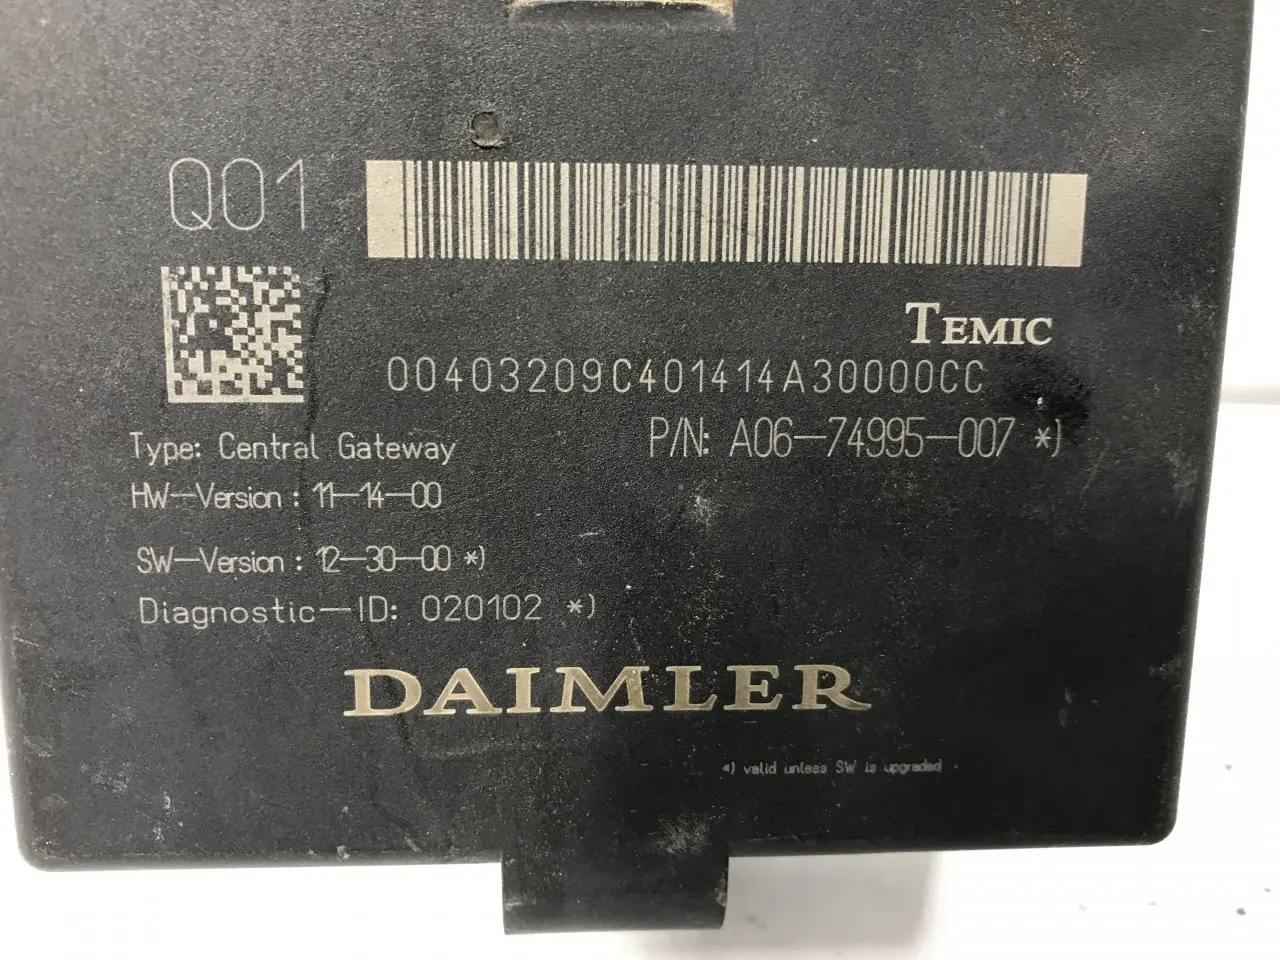 Q01
TEMIC
00403209C401414A30000CC
P/N: A06-74995-007 *)
Type: Central Gateway
HW-Version : 11-14-00
SW-Version : 12-30-00 *)
Diagnostic-ID: 020102 *)
DAIMLER
*) valid unless SW is upgraded